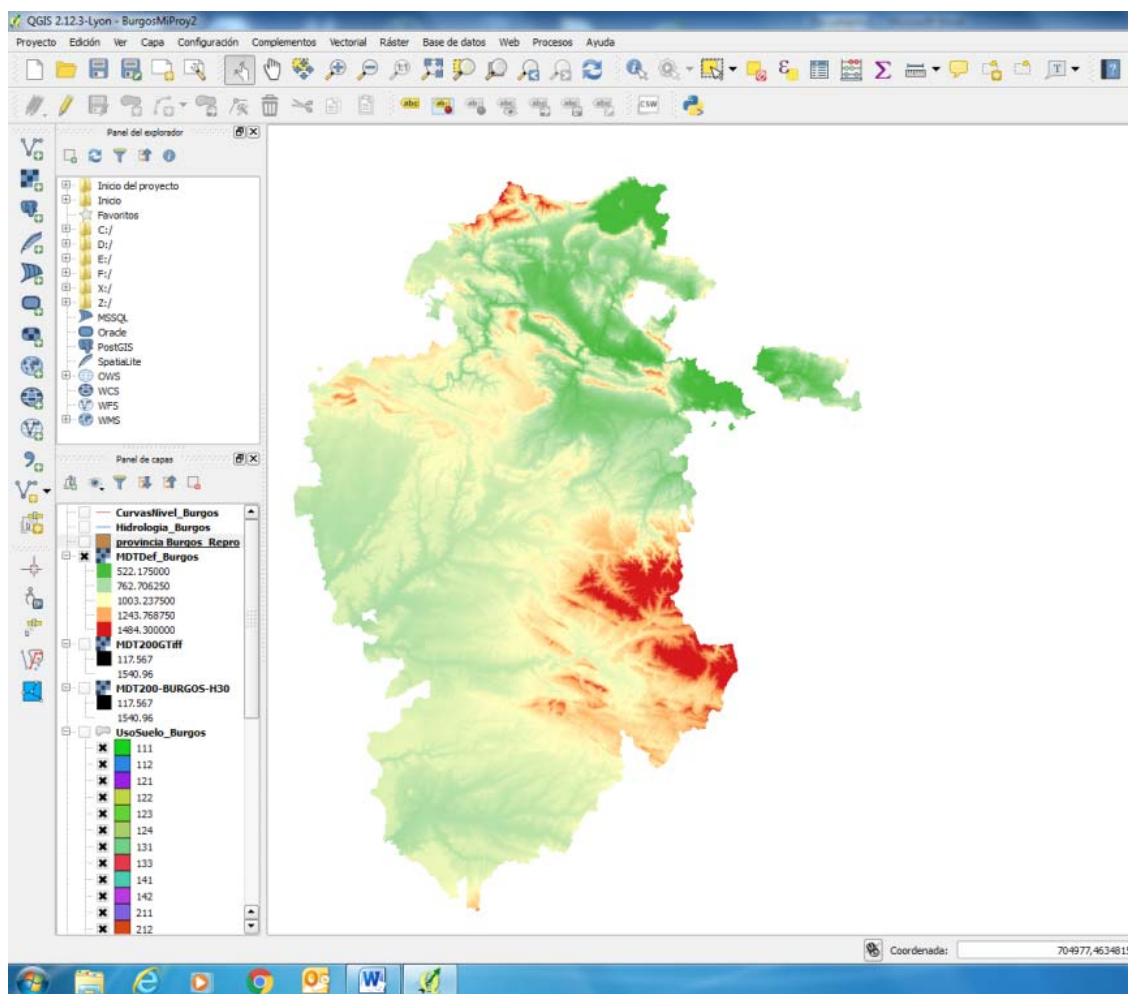 QGIS 2.12.3-Lyon - BurgosMiProy2
Proyecto Edición Ver Capa Configuración Complementos Vectorial Ráster Base de datos Web Procesos Ayuda
abc abc CSW
Panel del explorador
Inicio del proyecto
Inicio
Favoritos
C:/
D:/
E:/
F:/
X:/
Z:/
MSSQL
Oracle
PostGIS
SpatiaLite
OWS
WCS
WFS
WMS
Panel de capas
CurvasNivel_Burgos
Hidrologia_Burgos
provincia Burgos_Repro
MDTDef_Burgos
522.175000
762.706250
1003.237500
1243.768750
1484.300000
MDT200GTiff
117.567
1540.96
MDT200-BURGOS-H30
117.567
1540.96
UsoSuelo_Burgos
111
112
121
122
123
124
131
133
141
142
211
212
Coordenada: 704977,4634815